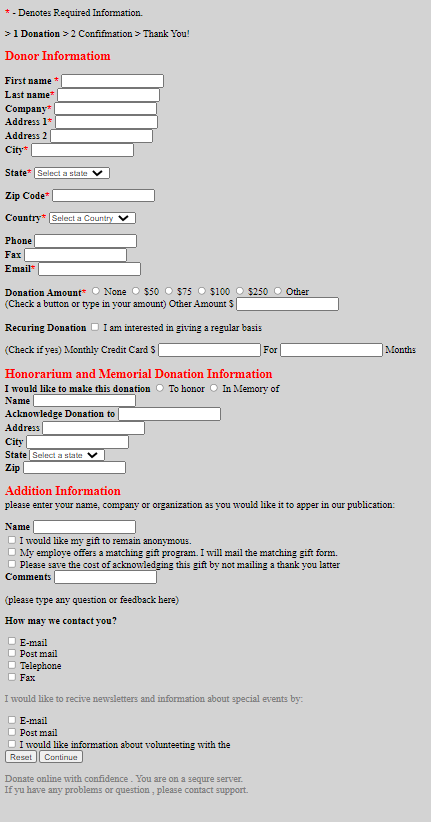 * - Denotes Required Information.
> 1 Donation > 2 Confifmation > Thank You!
Donor Informatiom
First name *
Last name*
Company*
Address 1*
Address 2
City*
State* Select a state
Zip Code*
Country* Select a Country
Phone
Fax
Email*
Donation Amount* None $50 $75 $100 $250 Other
(Check a button or type in your amount) Other Amount $
Recuring Donation I am interested in giving a regular basis
(Check if yes) Monthly Credit Card $ For Months
Honorarium and Memorial Donation Information
I would like to make this donation To honor In Memory of
Name
Acknowledge Donation to
Address
City
State Select a state
Zip
Addition Information
please enter your name, company or organization as you would like it to apper in our publication:
Name
I would like my gift to remain anonymous.
My employe offers a matching gift program. I will mail the matching gift form.
Please save the cost of acknowledging this gift by not mailing a thank you latter
Comments
(please type any question or feedback here)
How may we contact you?
E-mail
Post mail
Telephone
Fax
I would like to recive newsletters and information about special events by:
E-mail
Post mail
I would like information about volunteering with the
Reset Continue
Donate online with confidence . You are on a sequre server.
If yu have any problems or question , please contact support.